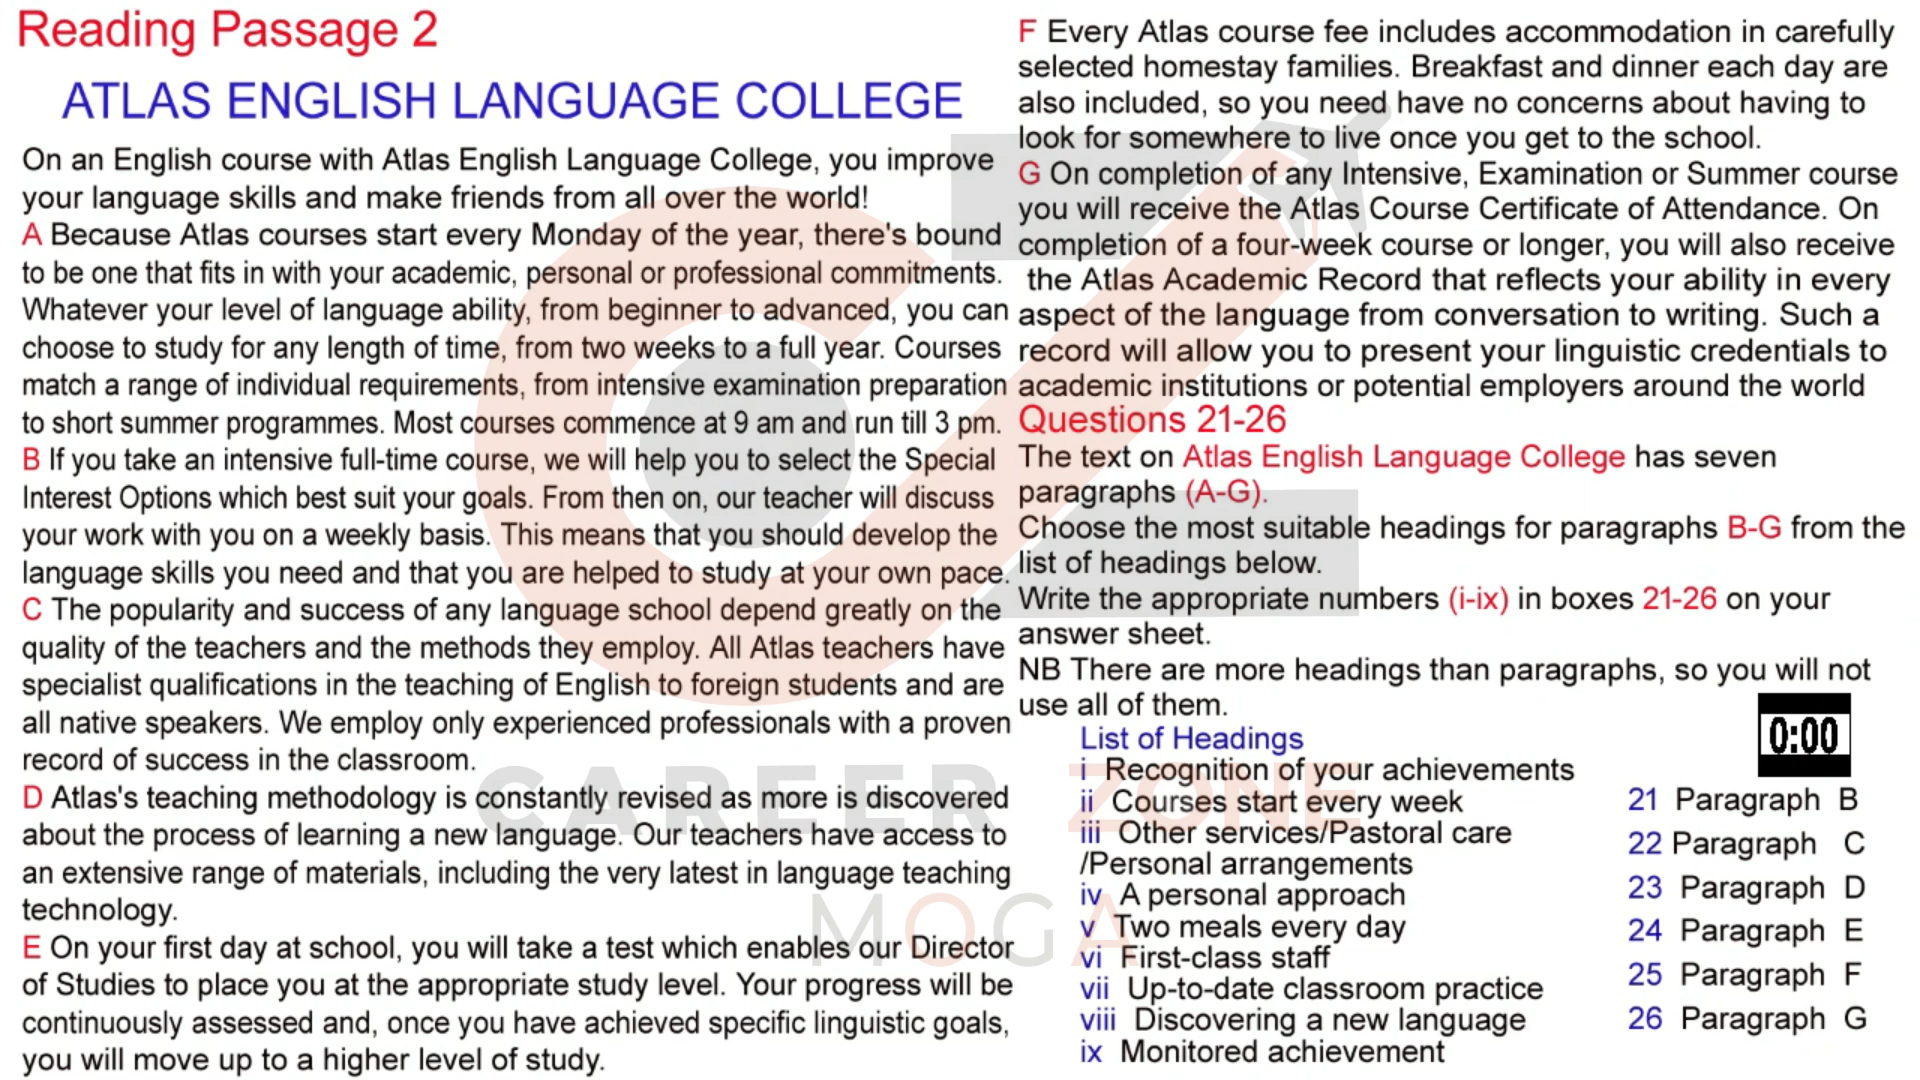 Reading Passage 2
ATLAS ENGLISH LANGUAGE COLLEGE
On an English course with Atlas English Language College, you improve
your language skills and make friends from all over the world!
A Because Atlas courses start every Monday of the year, there's bound
to be one that fits in with your academic, personal or professional commitments.
Whatever your level of language ability, from beginner to advanced, you can
choose to study for any length of time, from two weeks to a full year. Courses
match a range of individual requirements, from intensive examination preparation
to short summer programmes. Most courses commence at 9 am and run till 3 pm.
B If you take an intensive full-time course, we will help you to select the Special
Interest Options which best suit your goals. From then on, our teacher will discuss
your work with you on a weekly basis. This means that you should develop the
language skills you need and that you are helped to study at your own pace.
C The popularity and success of any language school depend greatly on the
quality of the teachers and the methods they employ. All Atlas teachers have
specialist qualifications in the teaching of English to foreign students and are
all native speakers. We employ only experienced professionals with a proven
record of success in the classroom.
D Atlas's teaching methodology is constantly revised as more is discovered
about the process of learning a new language. Our teachers have access to
an extensive range of materials, including the very latest in language teaching
technology.
E On your first day at school, you will take a test which enables our Director
of Studies to place you at the appropriate study level. Your progress will be
continuously assessed and, once you have achieved specific linguistic goals,
you will move up to a higher level of study.
F Every Atlas course fee includes accommodation in carefully
selected homestay families. Breakfast and dinner each day are
also included, so you need have no concerns about having to
look for somewhere to live once you get to the school.
G On completion of any Intensive, Examination or Summer course
you will receive the Atlas Course Certificate of Attendance. On
completion of a four-week course or longer, you will also receive
the Atlas Academic Record that reflects your ability in every
aspect of the language from conversation to writing. Such a
record will allow you to present your linguistic credentials to
academic institutions or potential employers around the world
Questions 21-26
The text on Atlas English Language College has seven
paragraphs (A-G).
Choose the most suitable headings for paragraphs B-G from the
list of headings below.
Write the appropriate numbers (i-ix) in boxes 21-26 on your
answer sheet.
NB There are more headings than paragraphs, so you will not
use all of them.
List of Headings
i Recognition of your achievements
ii Courses start every week
iii Other services/Pastoral care
/Personal arrangements
iv A personal approach
v Two meals every day
vi First-class staff
vii Up-to-date classroom practice
viii Discovering a new language
ix Monitored achievement
0:00
21 Paragraph B
22 Paragraph C
23 Paragraph D
24 Paragraph E
25 Paragraph F
26 Paragraph G
CAREER ZONE
MOGA